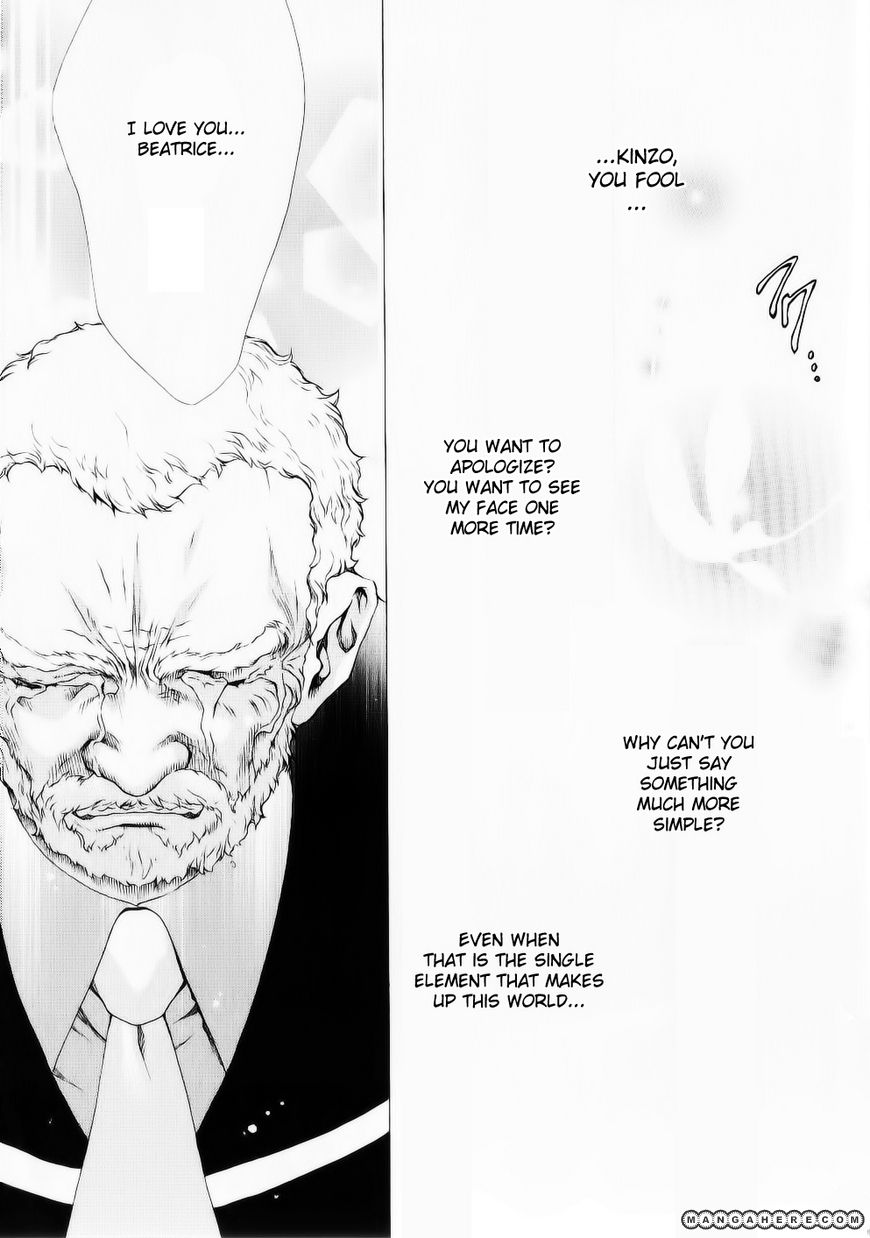 ...KINZO,
YOU FOOL
...
YOU WANT TO
APOLOGIZE?
YOU WANT TO SEE
MY FACE ONE
MORE TIME?
WHY CAN'T YOU
JUST SAY
SOMETHING
MUCH MORE
SIMPLE?
EVEN WHEN
THAT IS THE SINGLE
ELEMENT THAT MAKES
UP THIS WORLD...
I LOVE YOU...
BEATRICE...
MANGAHERE.COM